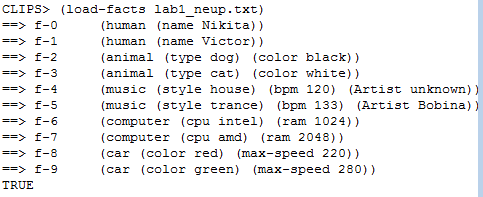 CLIPS> (load-facts lab1_neup.txt)
==> f-0 (human (name Nikita))
==> f-1 (human (name Victor))
==> f-2 (animal (type dog) (color black))
==> f-3 (animal (type cat) (color white))
==> f-4 (music (style house) (bpm 120) (Artist unknown))
==> f-5 (music (style trance) (bpm 133) (Artist Bobina))
==> f-6 (computer (cpu intel) (ram 1024))
==> f-7 (computer (cpu amd) (ram 2048))
==> f-8 (car (color red) (max-speed 220))
==> f-9 (car (color green) (max-speed 280))
TRUE